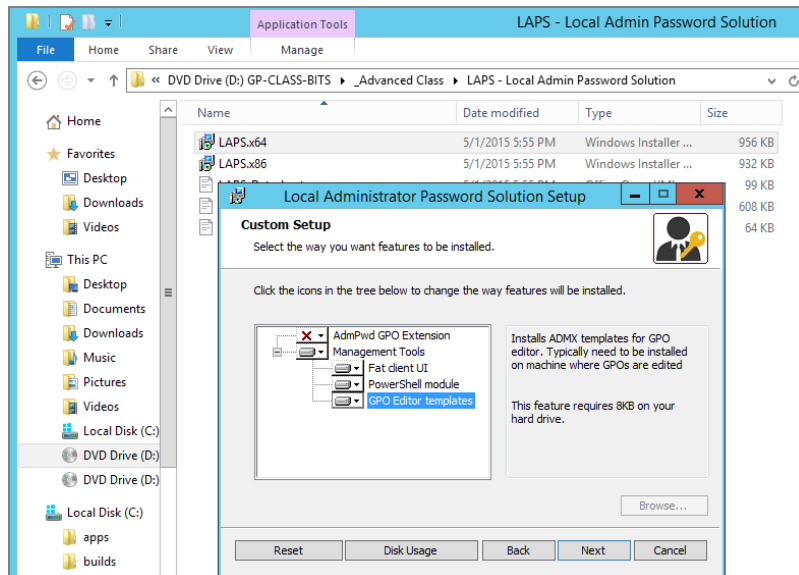 Application Tools
LAPS - Local Admin Password Solution
File Home Share View Manage
« DVD Drive (D:) GP-CLASS-BITS ▸ _Advanced Class ▸ LAPS - Local Admin Password Solution
Name Date modified Type Size
LAPS.x64 5/1/2015 5:55 PM Windows Installer ... 956 KB
LAPS.x86 5/1/2015 5:55 PM Windows Installer ... 932 KB
99 KB
608 KB
64 KB
Home
Favorites
Desktop
Downloads
Videos
This PC
Desktop
Documents
Downloads
Music
Pictures
Videos
Local Disk (C:)
DVD Drive (D:)
DVD Drive (D:)
Local Disk (C:)
apps
builds
Local Administrator Password Solution Setup
Custom Setup
Select the way you want features to be installed.
Click the icons in the tree below to change the way features will be installed.
AdmPwd GPO Extension
Management Tools
Fat client UI
PowerShell module
GPO Editor templates
Installs ADMX templates for GPO
editor. Typically need to be installed
on machine where GPOs are edited
This feature requires 8KB on your
hard drive.
Browse...
Reset Disk Usage Back Next Cancel